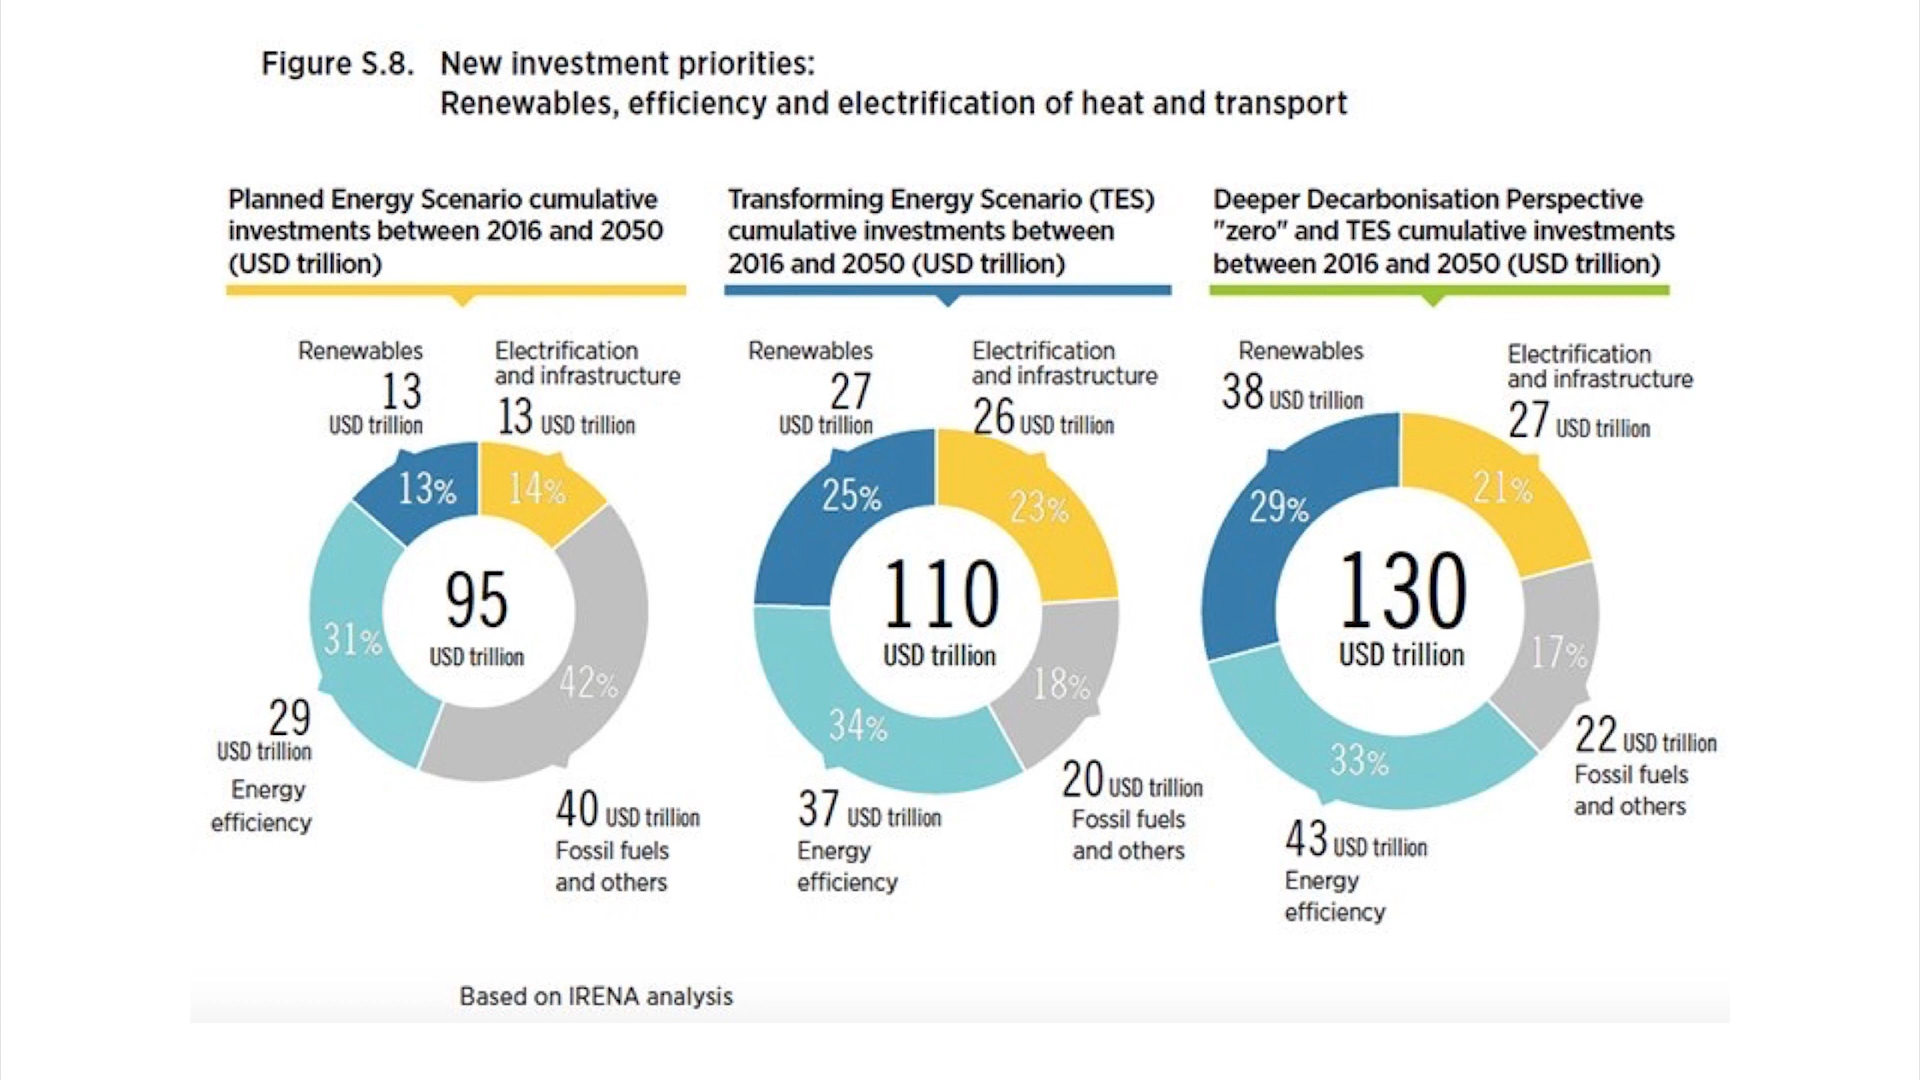 Figure S.8. New investment priorities:
Renewables, efficiency and electrification of heat and transport
Planned Energy Scenario cumulative
investments between 2016 and 2050
(USD trillion)
Renewables
13
USD trillion
Electrification
and infrastructure
13 USD trillion
13%
14%
31%
42%
95
USD trillion
29
USD trillion
Energy
efficiency
40 USD trillion
Fossil fuels
and others
Transforming Energy Scenario (TES)
cumulative investments between
2016 and 2050 (USD trillion)
Renewables
27
USD trillion
Electrification
and infrastructure
26 USD trillion
25%
23%
110
USD trillion
18%
34%
37 USD trillion
Energy
efficiency
20 USD trillion
Fossil fuels
and others
Deeper Decarbonisation Perspective
"zero" and TES cumulative investments
between 2016 and 2050 (USD trillion)
Renewables
38 USD trillion
Electrification
and infrastructure
27 USD trillion
29%
21%
130
USD trillion
17%
33%
22 USD trillion
Fossil fuels
and others
43 USD trillion
Energy
efficiency
Based on IRENA analysis